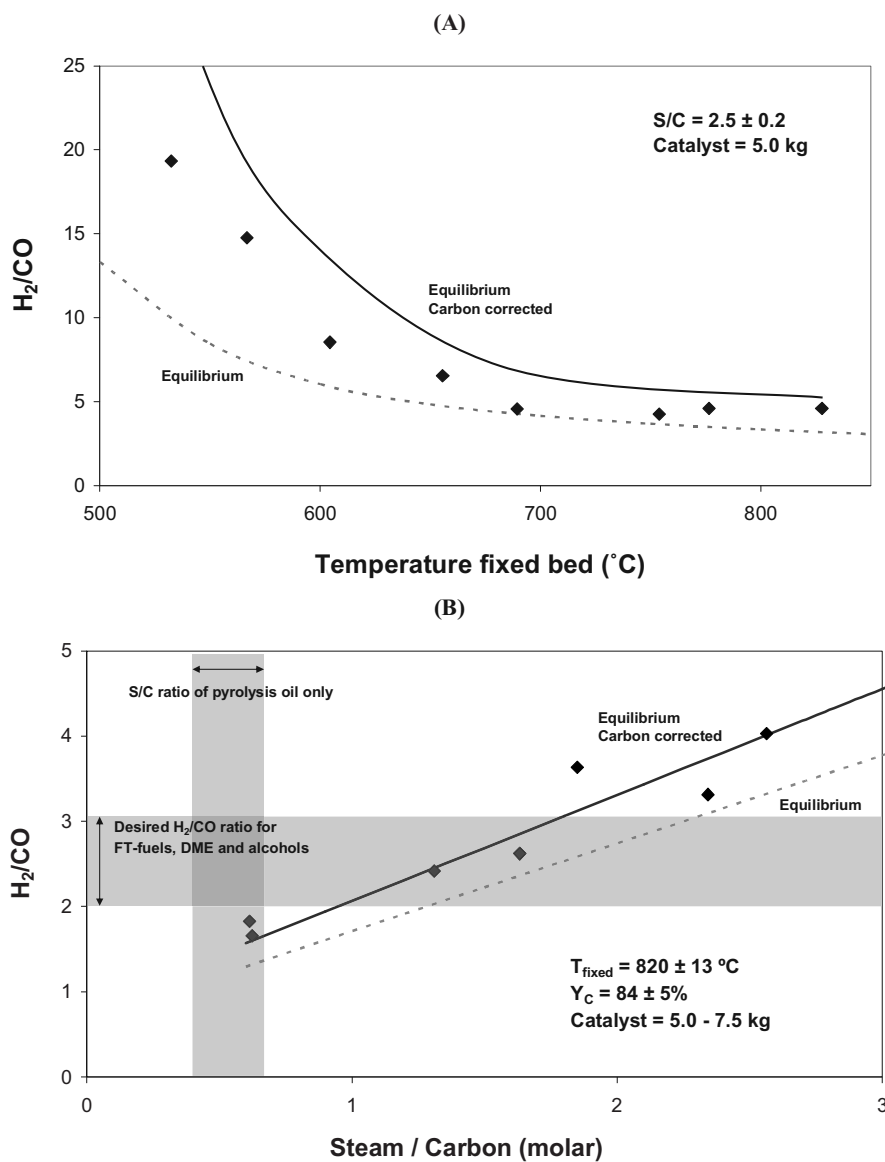 (A)
25
20
15
10
5
0
H₂/CO
S/C = 2.5 ± 0.2
Catalyst = 5.0 kg
Equilibrium
Carbon corrected
Equilibrium
500
600
700
800
Temperature fixed bed (˚C)
(B)
5
4
3
2
1
0
H₂/CO
S/C ratio of pyrolysis oil only
Equilibrium
Carbon corrected
Equilibrium
Desired H₂/CO ratio for
FT-fuels, DME and alcohols
T_fixed = 820 ± 13 ºC
Y_C = 84 ± 5%
Catalyst = 5.0 - 7.5 kg
0
1
2
3
Steam / Carbon (molar)